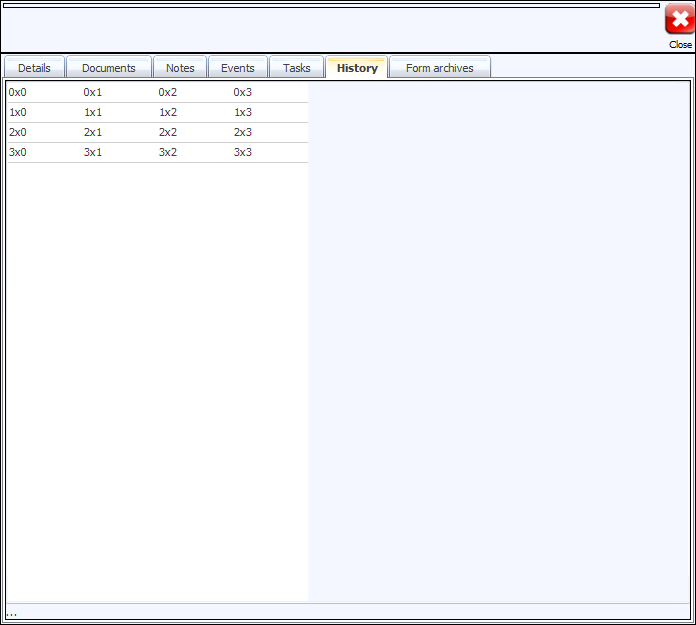 Close
Details Documents Notes Events Tasks History Form archives
0x0 0x1 0x2 0x3
1x0 1x1 1x2 1x3
2x0 2x1 2x2 2x3
3x0 3x1 3x2 3x3
...